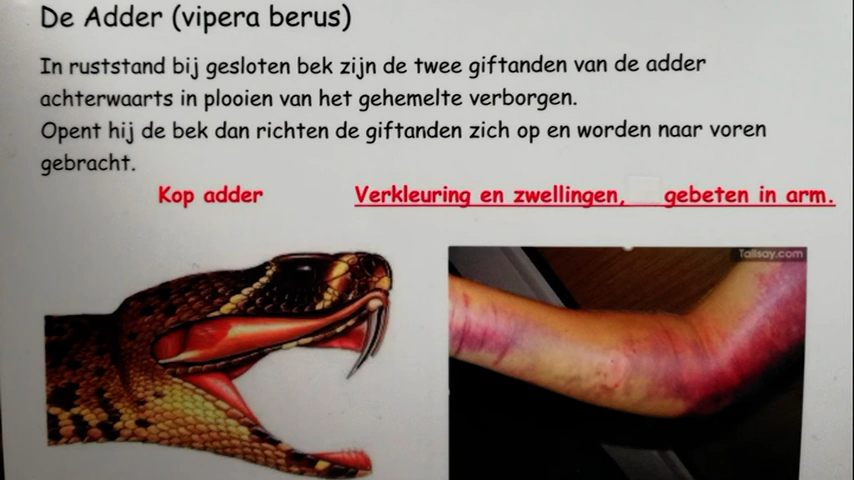 De Adder (vipera berus)
In ruststand bij gesloten bek zijn de twee giftanden van de adder
achterwaarts in plooien van het gehemelte verborgen.
Opent hij de bek dan richten de giftanden zich op en worden naar voren
gebracht.
Kop adder
Verkleuring en zwellingen, gebeten in arm.
Tallsay.com